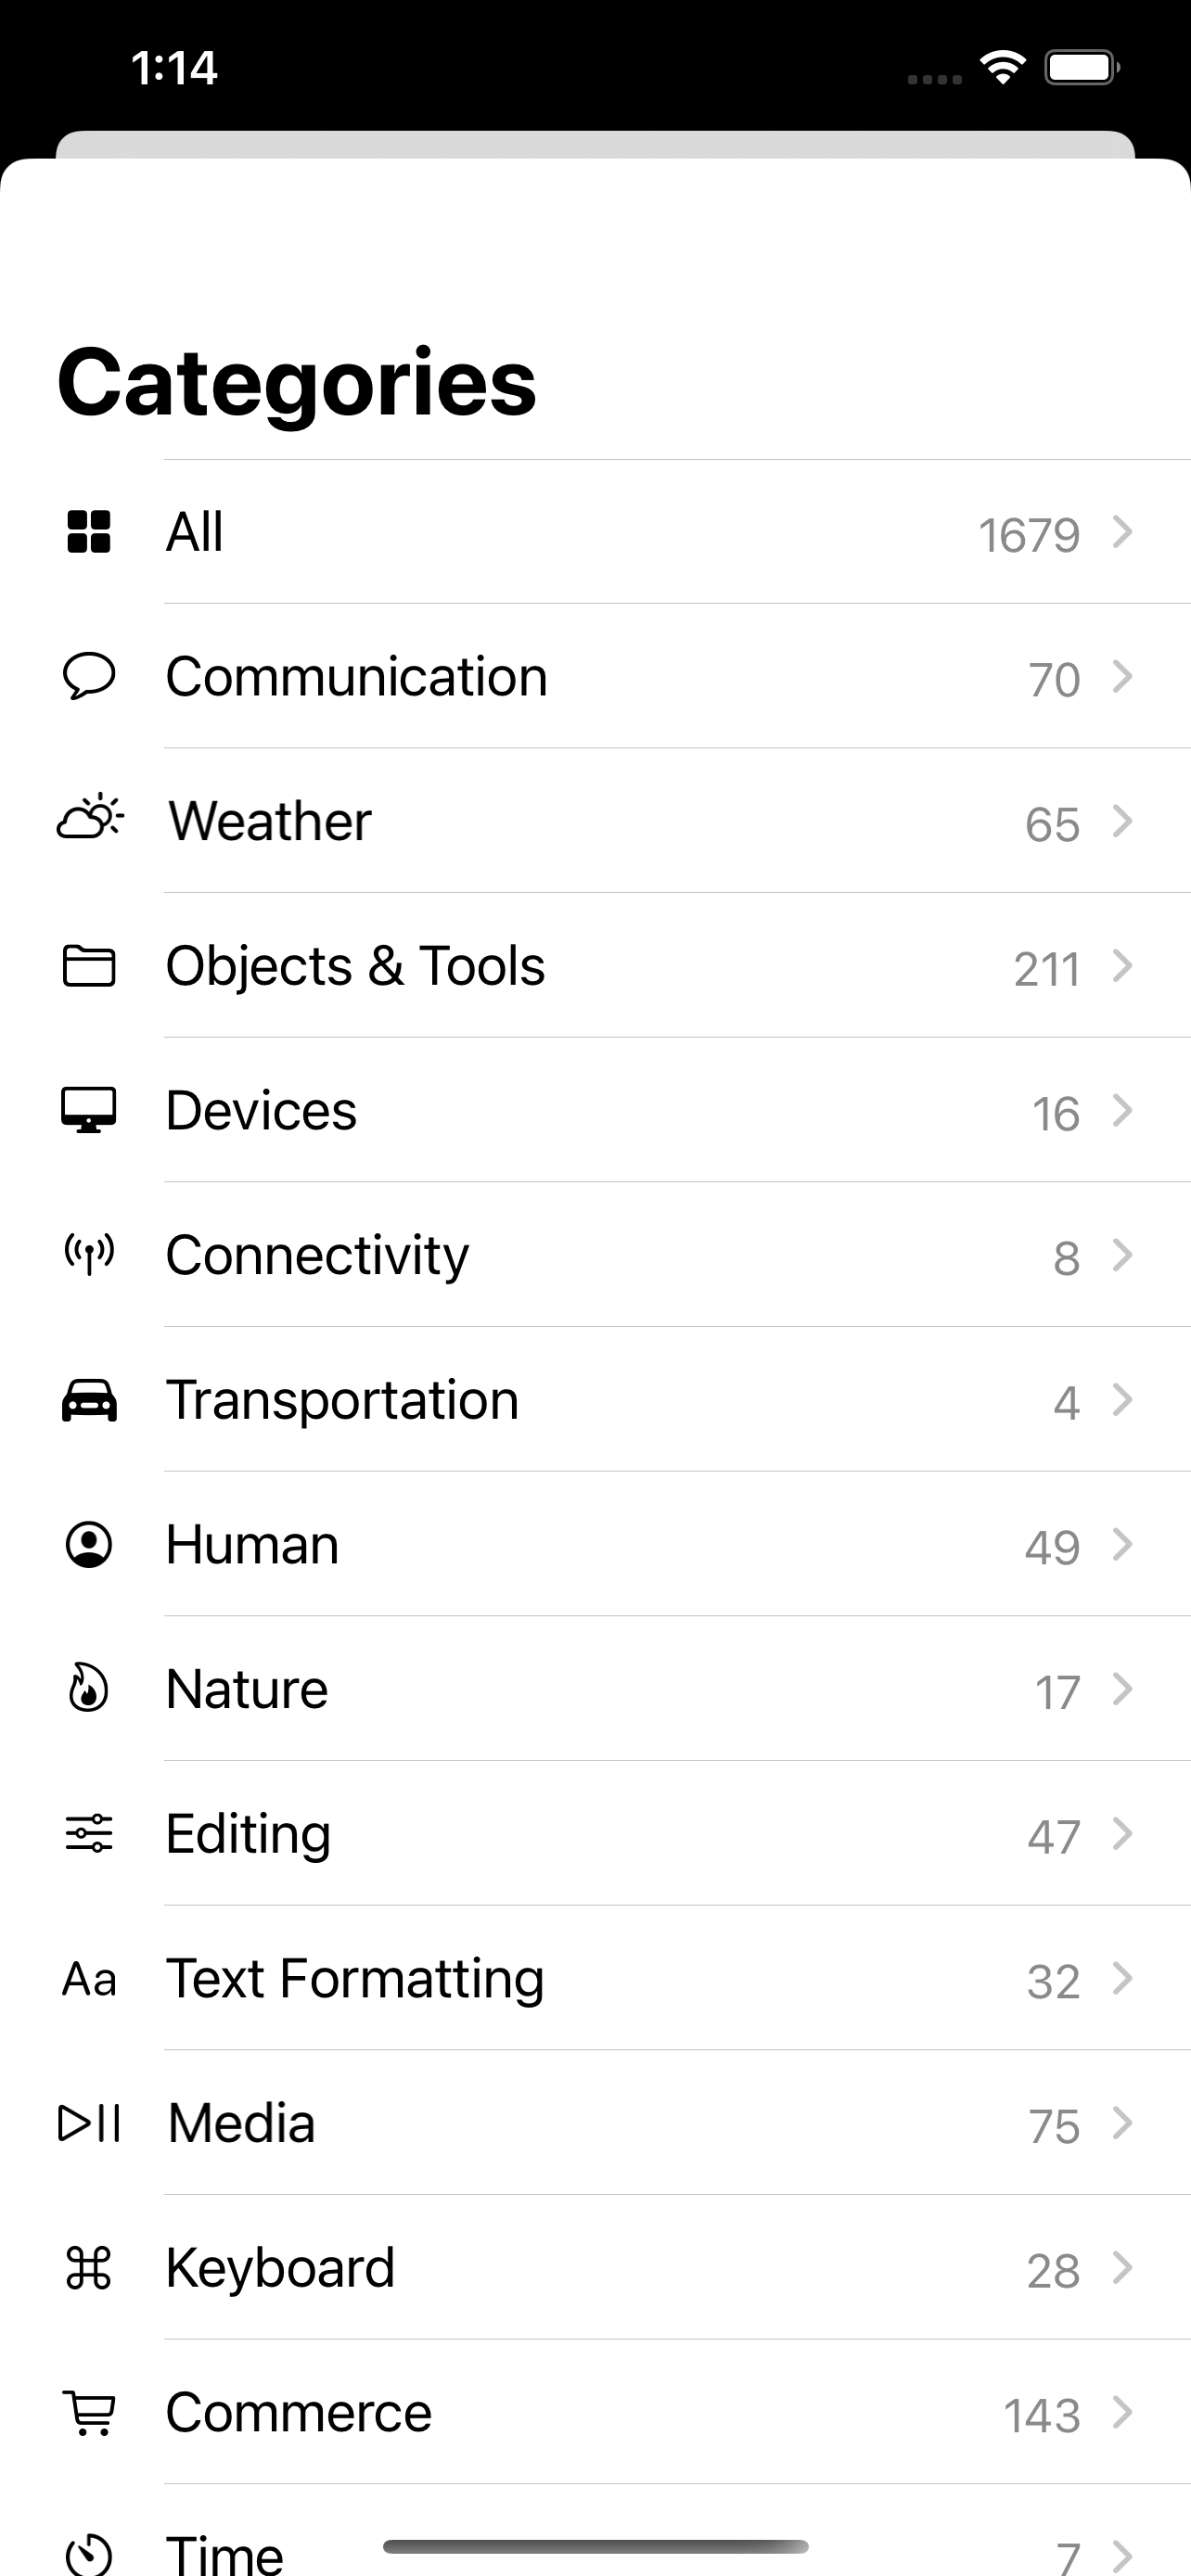 1:14
Categories
All 1679
Communication 70
Weather 65
Objects & Tools 211
Devices 16
Connectivity 8
Transportation 4
Human 49
Nature 17
Editing 47
Aa Text Formatting 32
Media 75
Keyboard 28
Commerce 143
Time 7